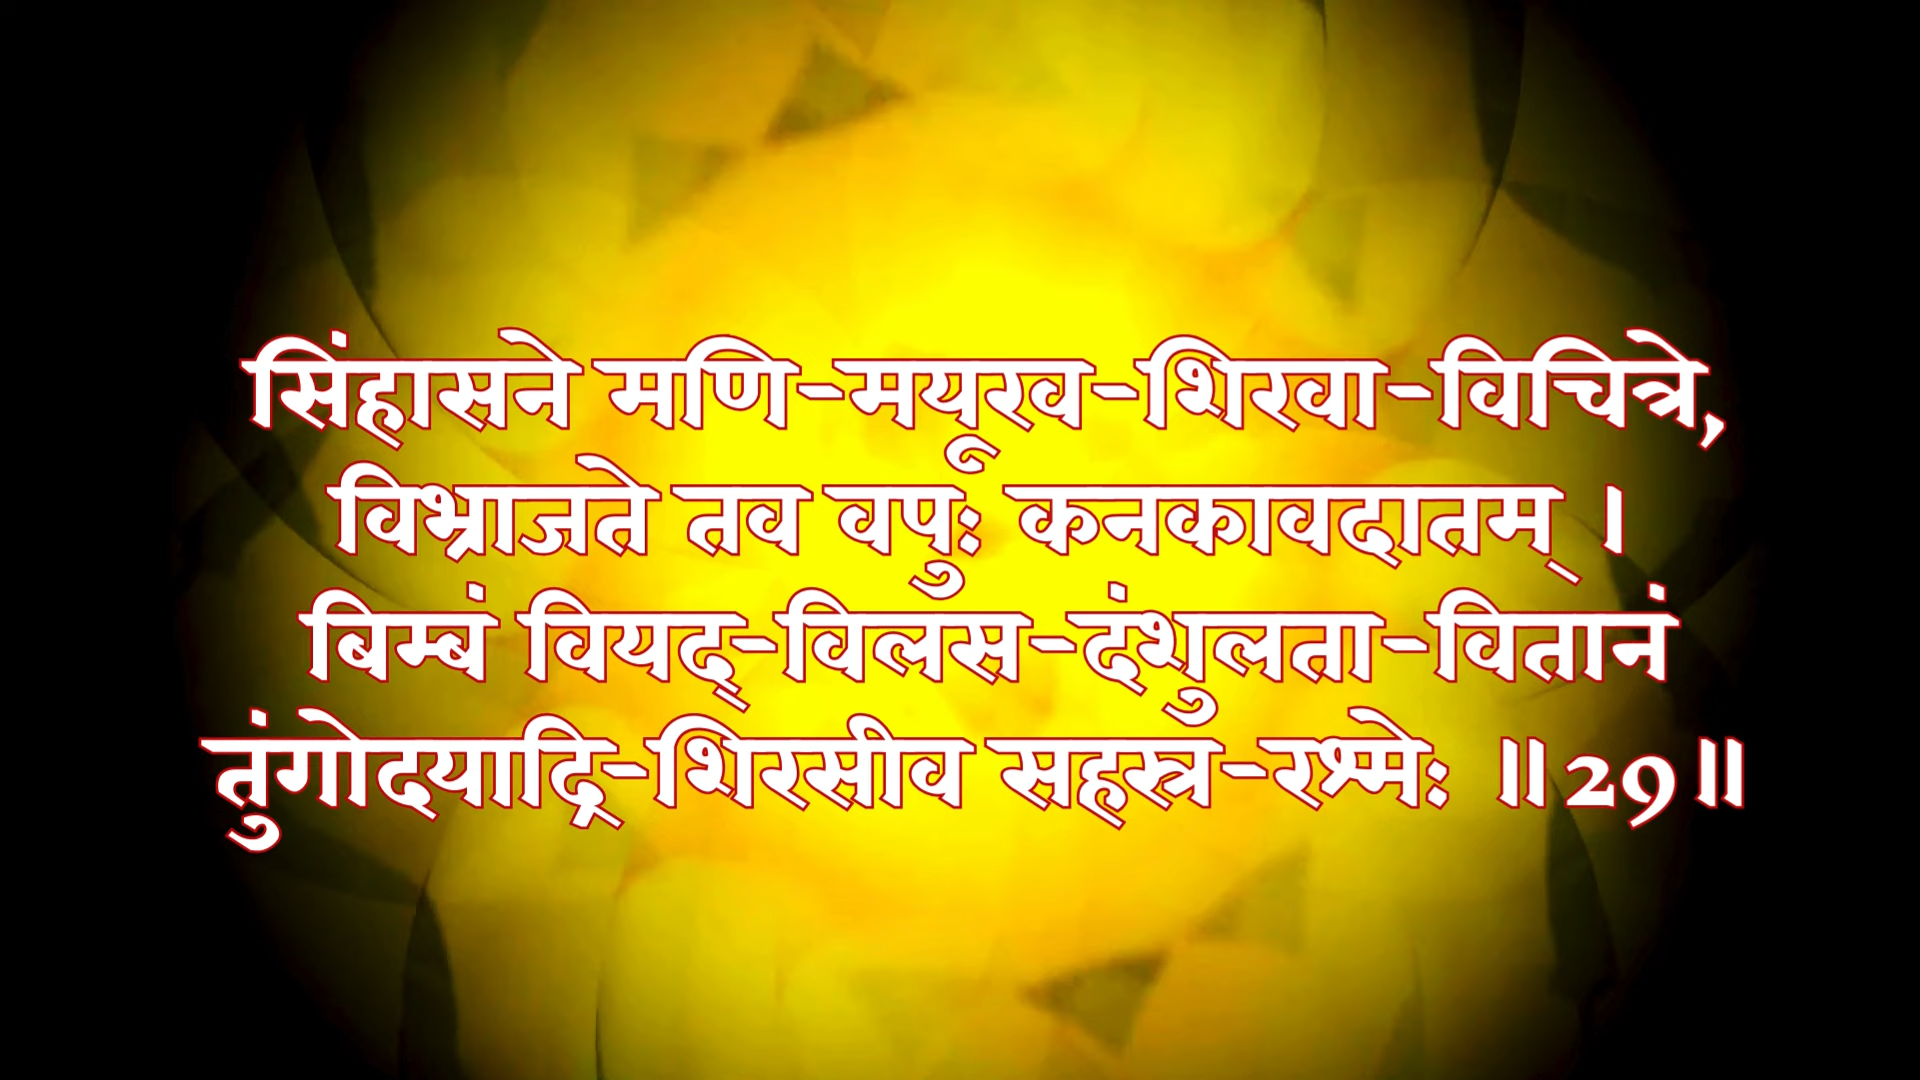 सिंहासने मणि-मयूख-शिखा-विचित्रे,
विभ्राजते तव वपुः कनकावदातम् ।
बिम्बं वियद्-विलस-दंशुलता-वितानं
तुंगोदयाद्रि-शिरसीव सहस्र-रश्मेः ॥29॥